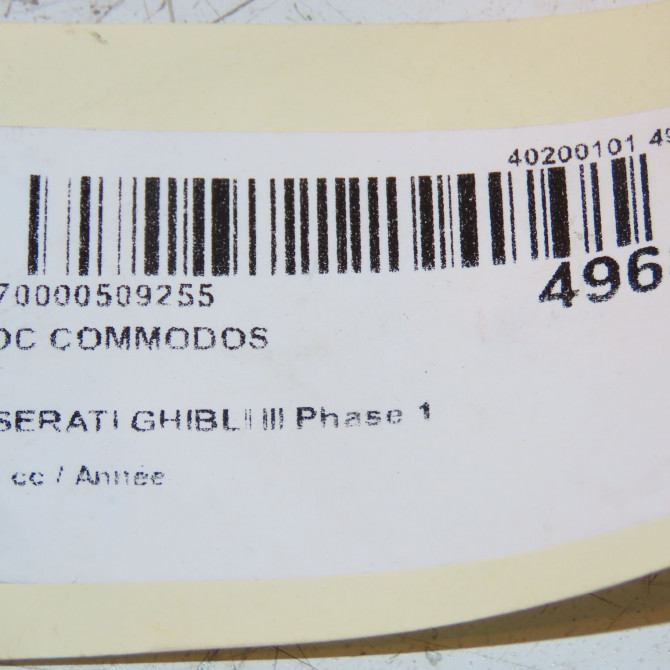 40200101 49
70000509255
496
OC COMMODOS
SERATI GHIBLI III Phase 1
cc / Année